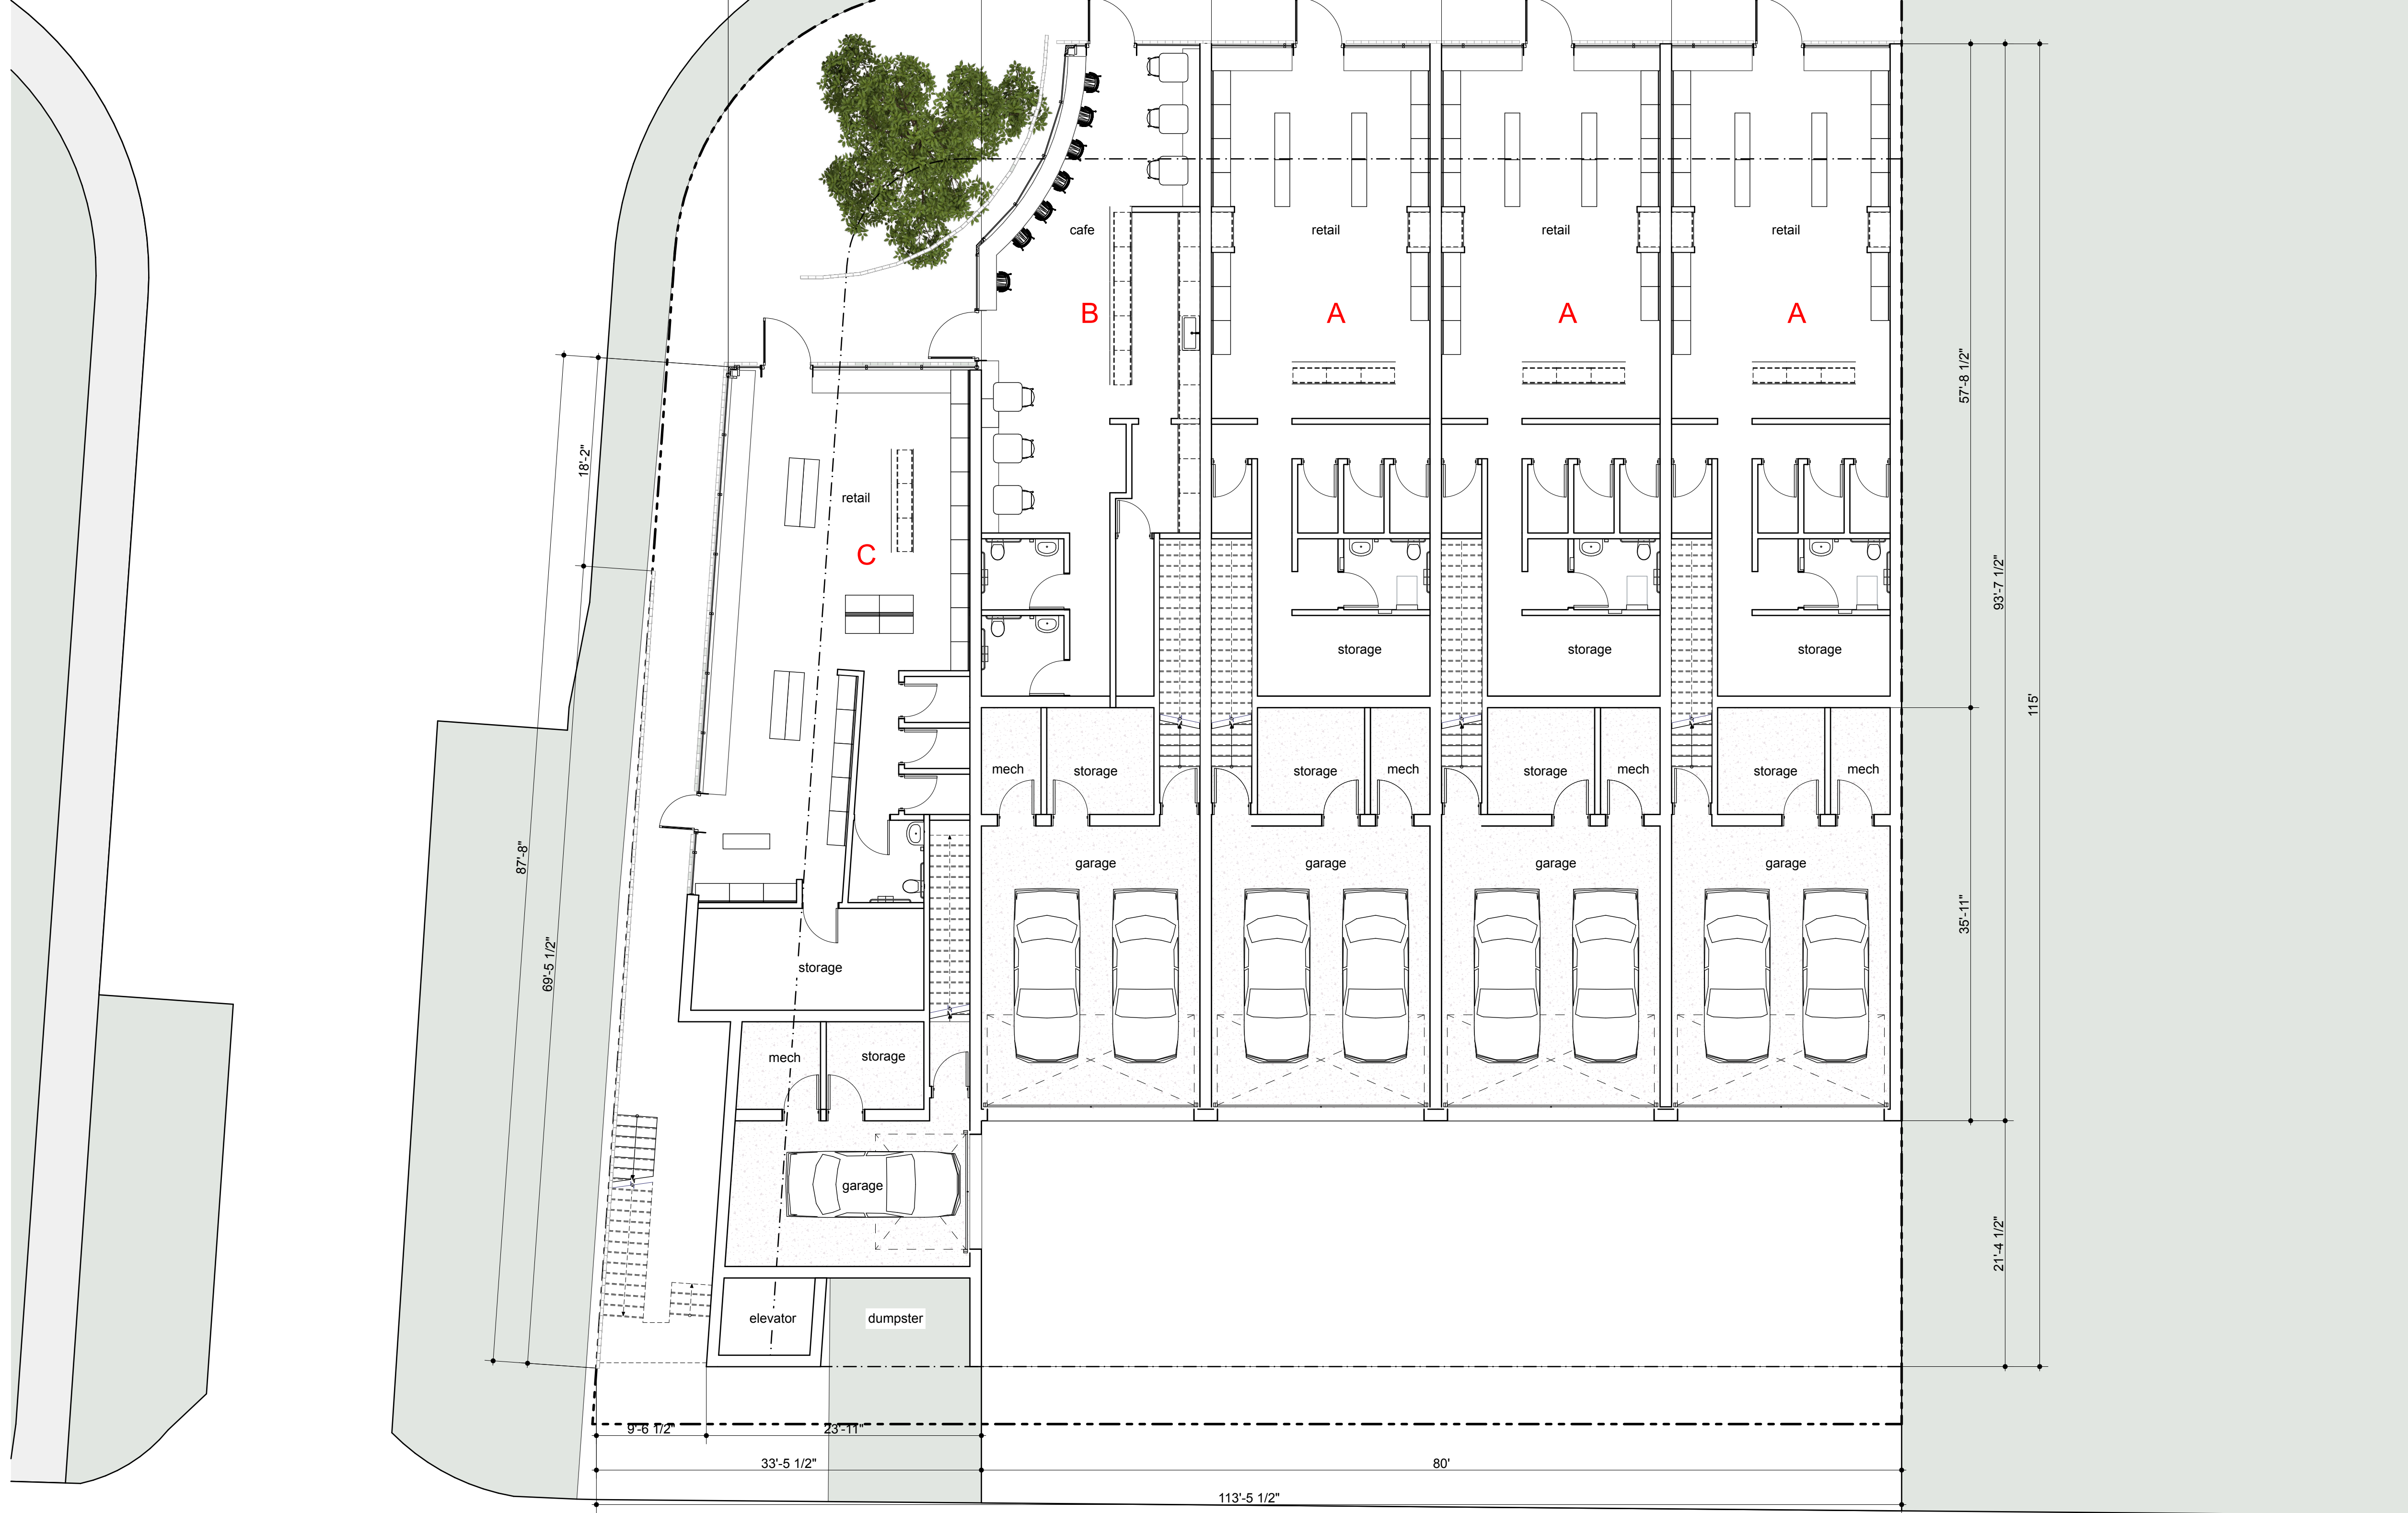 cafe
retail
retail
retail
B
A
A
A
57'-8 1/2"
18'-2"
retail
C
93'-7 1/2"
storage
storage
storage
115'
mech
storage
storage
mech
storage
mech
storage
mech
87'-8"
garage
garage
garage
garage
35'-11"
69'-5 1/2"
storage
mech
storage
garage
21'-4 1/2"
elevator
dumpster
9'-6 1/2"
23'-11"
33'-5 1/2"
80'
113'-5 1/2"